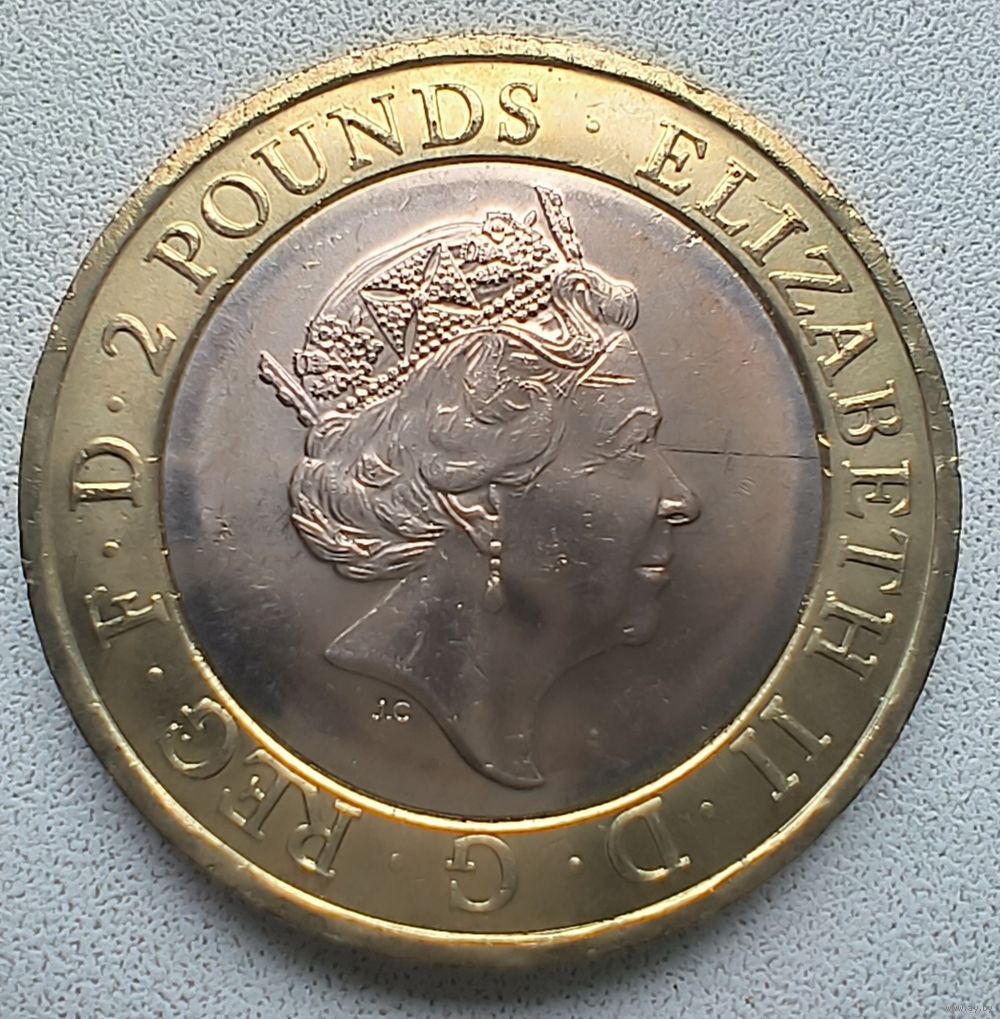 2 POUNDS · ELIZABETH II · D · G · REG · F · D ·
J.C